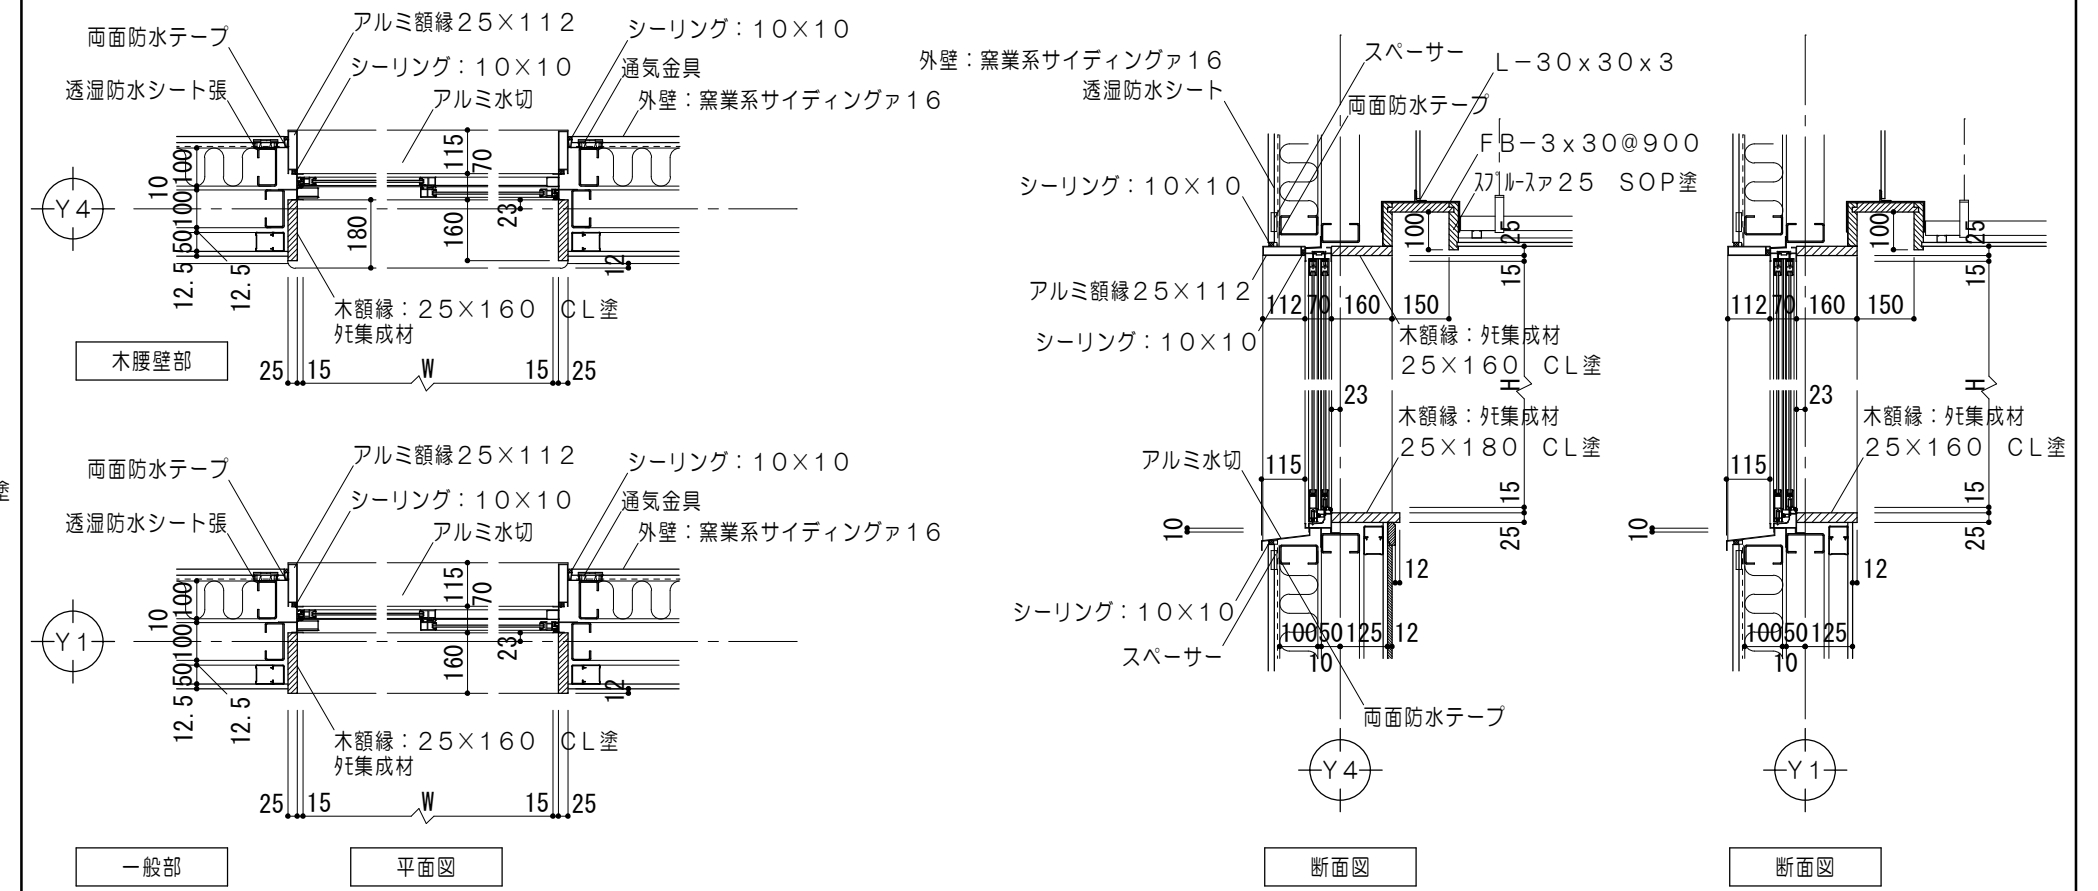 アルミ額縁25×112
シーリング：10×10
両面防水テープ
シーリング：10×10
通気金具
透湿防水シート張
アルミ水切
外壁：窯業系サイディングァ16
115
70
100
10
100
50
12.5
12.5
180
160
23
12
Y4
木額縁：25×160 CL塗
タモ集成材
木腰壁部
25
15
W
15
25
アルミ額縁25×112
シーリング：10×10
両面防水テープ
シーリング：10×10
通気金具
透湿防水シート張
アルミ水切
外壁：窯業系サイディングァ16
塗
115
70
100
10
100
50
12.5
12.5
160
23
12
Y1
木額縁：25×160 CL塗
タモ集成材
25
15
W
15
25
一般部
平面図
スペーサー
外壁：窯業系サイディングァ16
L-30x30x3
透湿防水シート
両面防水テープ
FB-3x30@900
シーリング：10×10
スプルースァ25 SOP塗
100
25
15
アルミ額縁25×112
112
70
160
150
シーリング：10×10
木額縁：タモ集成材
25×160 CL塗
H
23
木額縁：タモ集成材
25×180 CL塗
アルミ水切
115
15
25
10
12
シーリング：10×10
100
50
125
12
10
スペーサー
両面防水テープ
Y4
断面図
100
25
15
112
70
160
150
H
23
木額縁：タモ集成材
25×160 CL塗
115
15
25
10
12
100
50
125
10
Y1
断面図